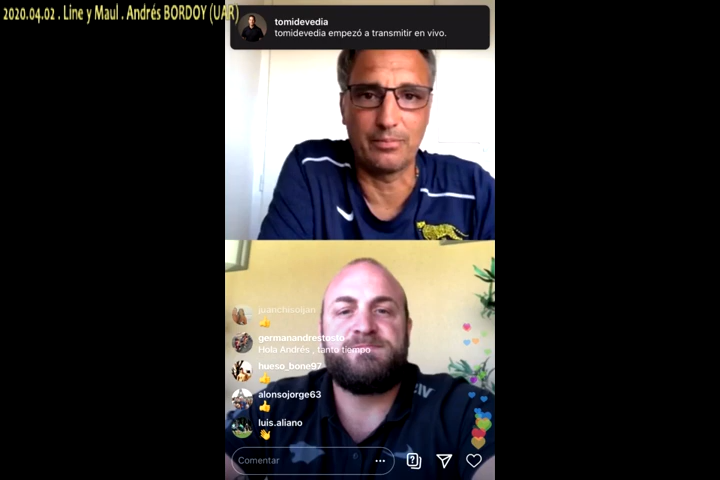 2020.04.02 . Line y Maul . Andrés BORDOY (UAR)
tomidevedia
tomidevedia empezó a transmitir en vivo.
juanchisoijan
germanandrestosto
Hola Andrés , tanto tiempo
hueso_bone97
alonsojorge63
luis.aliano
Comentar